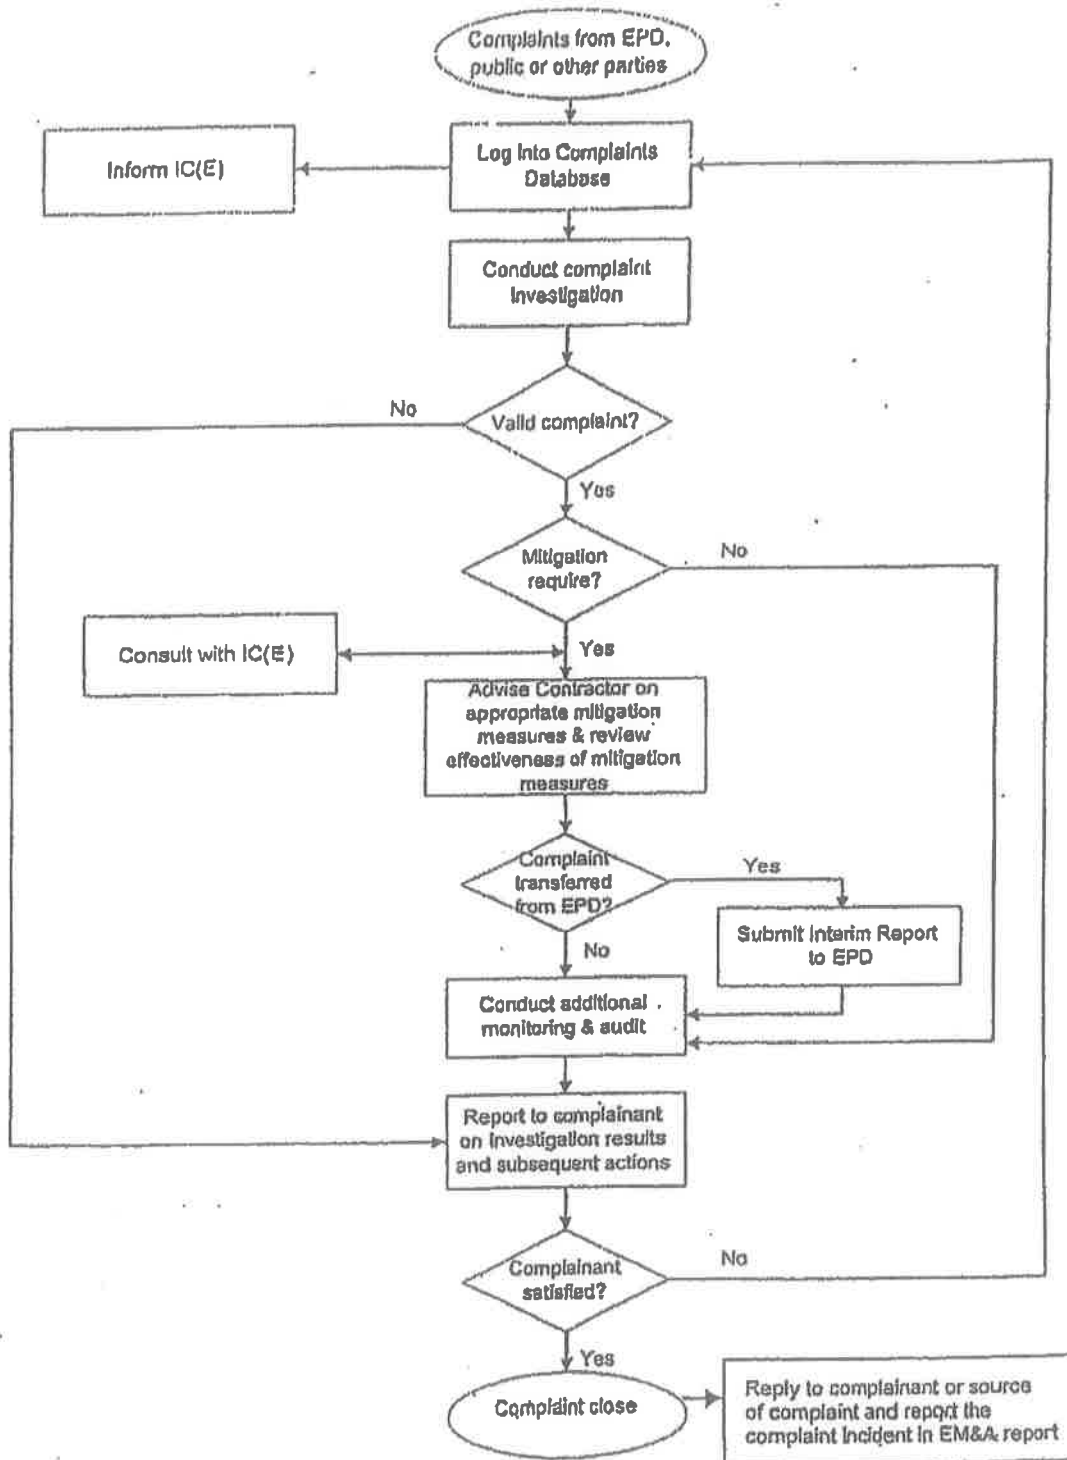 Complaints from EPD,
public or other parties
Inform IC(E)
Log Into Complaints
Database
Conduct complaint
Investigation
No
Valid complaint?
Yes
Mitigation
require?
No
Consult with IC(E)
Yes
Advise Contractor on
appropriate mitigation
measures & review
effectiveness of mitigation
measures
Complaint
transferred
from EPD?
Yes
Submit Interim Report
to EPD
No
Conduct additional
monitoring & audit
Report to complainant
on Investigation results
and subsequent actions
Complainant
satisfied?
No
Yes
Complaint close
Reply to complainant or source
of complaint and report the
complaint Incident in EM&A report